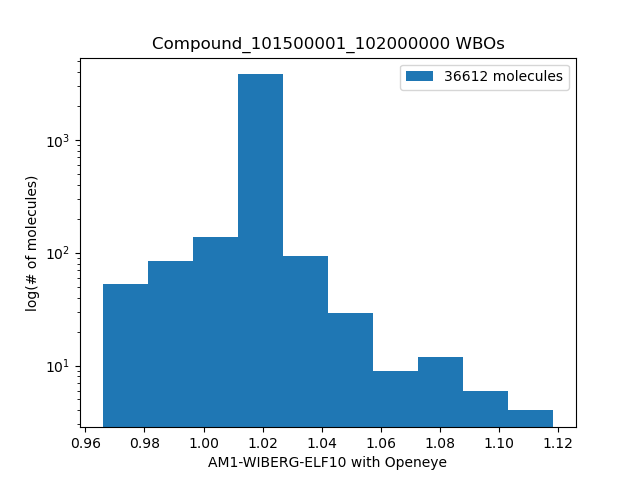 Compound_101500001_102000000 WBOs
36612 molecules
log(# of molecules)
10³
10²
10¹
0.96 0.98 1.00 1.02 1.04 1.06 1.08 1.10 1.12
AM1-WIBERG-ELF10 with Openeye